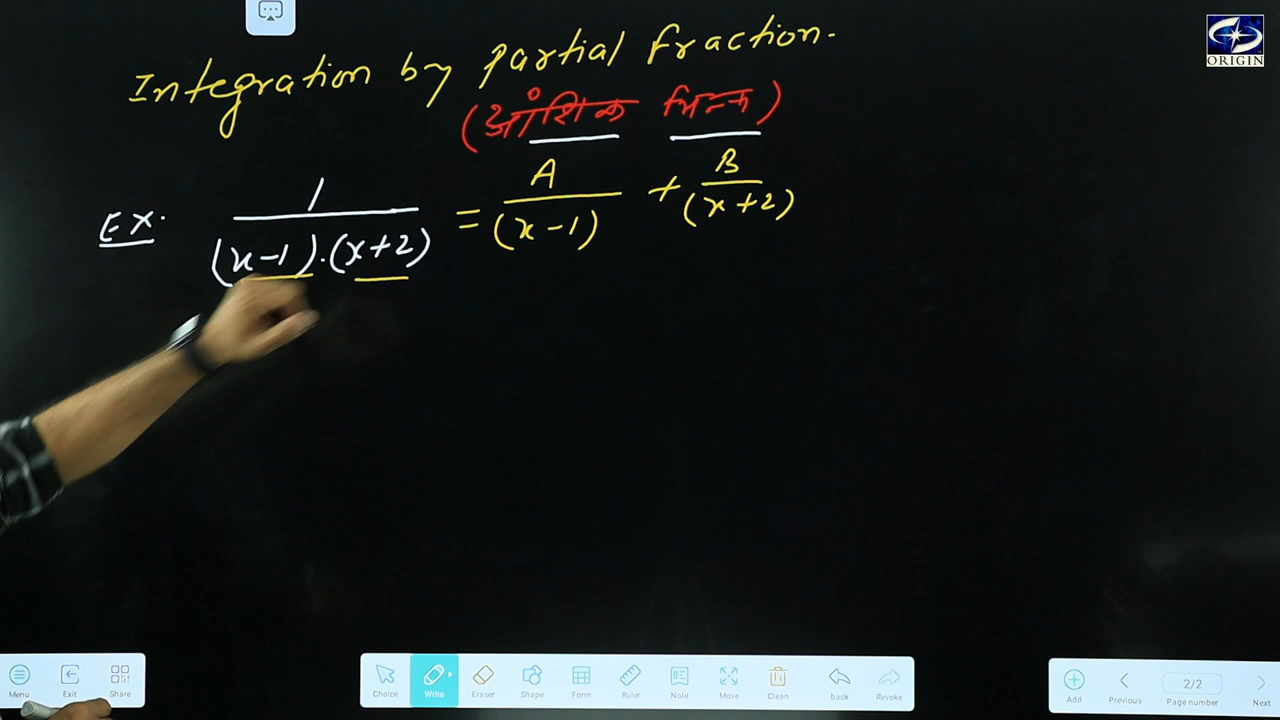 ORIGIN
Integration by Partial fraction.
(आंशिक भिन्न)
Ex. 1/((x-1).(x+2)) = A/(x-1) + B/(x+2)
Menu Exit Share Choice Write Eraser Shape Form Ruler Note Move Clean back Revoke Add Previous 2/2 Page number Next